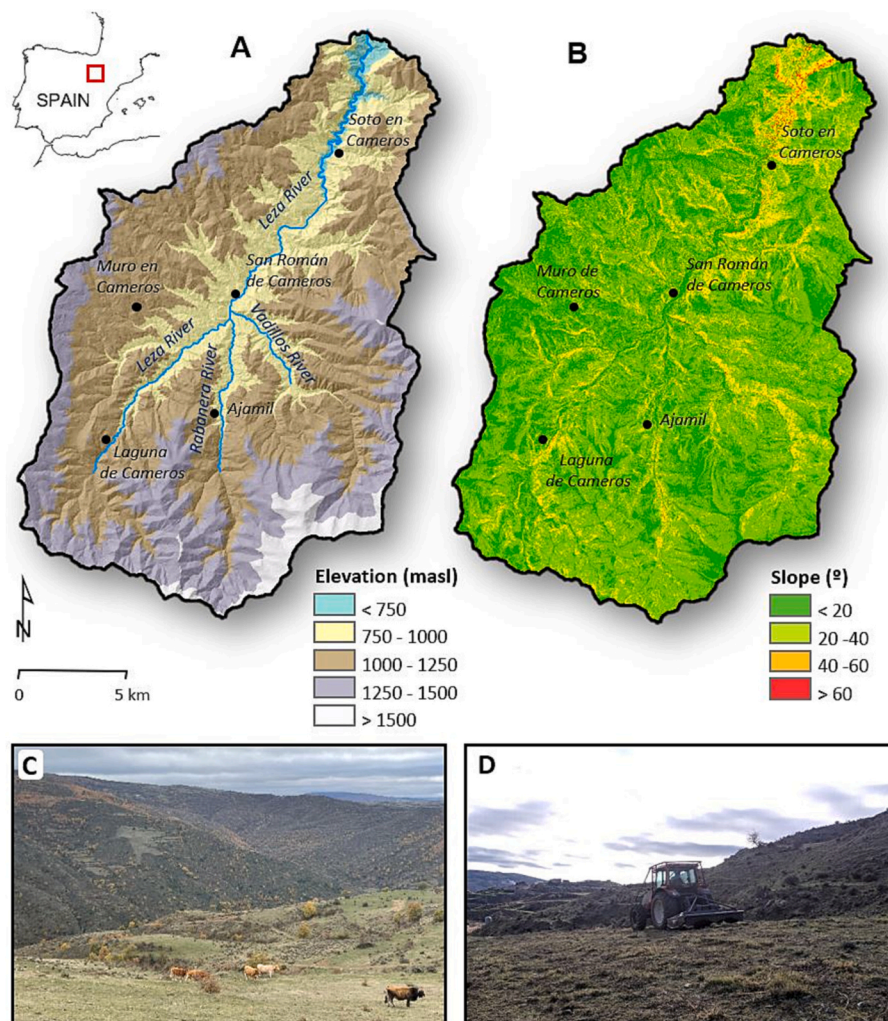 A
SPAIN
Soto en
Cameros
Leza River
Muro en
Cameros
San Román
de Cameros
Leza River
Rabanera River
Vadillos River
Ajamil
Laguna
de Cameros
N
0 5 km
Elevation (masl)
< 750
750 - 1000
1000 - 1250
1250 - 1500
> 1500
B
Soto en
Cameros
Muro de
Cameros
San Román
de Cameros
Ajamil
Laguna
de Cameros
Slope (º)
< 20
20 -40
40 -60
> 60
C
D